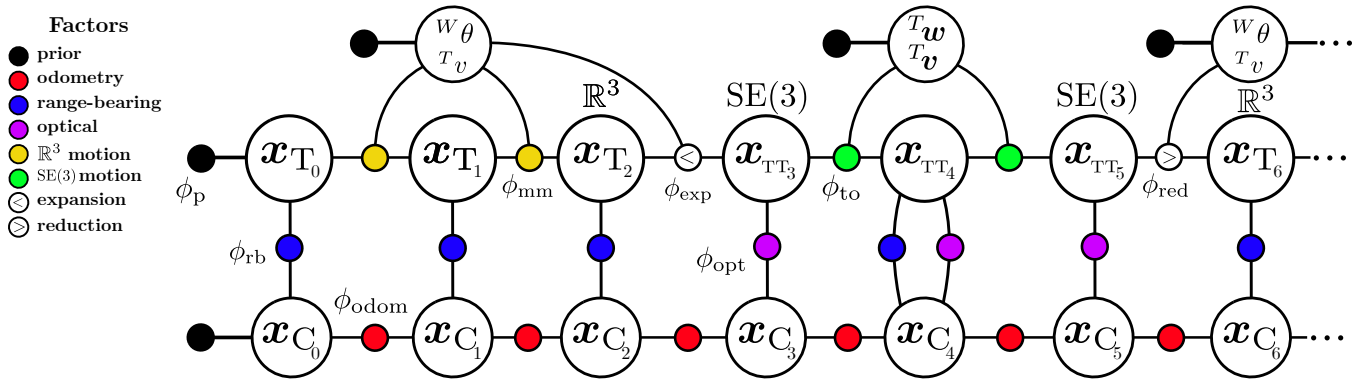 Factors
prior
odometry
range-bearing
optical
ℝ³ motion
SE(3) motion
expansion
reduction
ᵂθ
ᵀv
ᵀw
ᵀv
ᵂθ
ᵀv
...
ℝ³
SE(3)
SE(3)
ℝ³
x_T₀
x_T₁
x_T₂
<
x_TT₃
x_TT₄
x_TT₅
>
x_T₆
...
ϕ_p
ϕ_mm
ϕ_exp
ϕ_to
ϕ_red
ϕ_rb
ϕ_opt
ϕ_odom
x_C₀
x_C₁
x_C₂
x_C₃
x_C₄
x_C₅
x_C₆
...